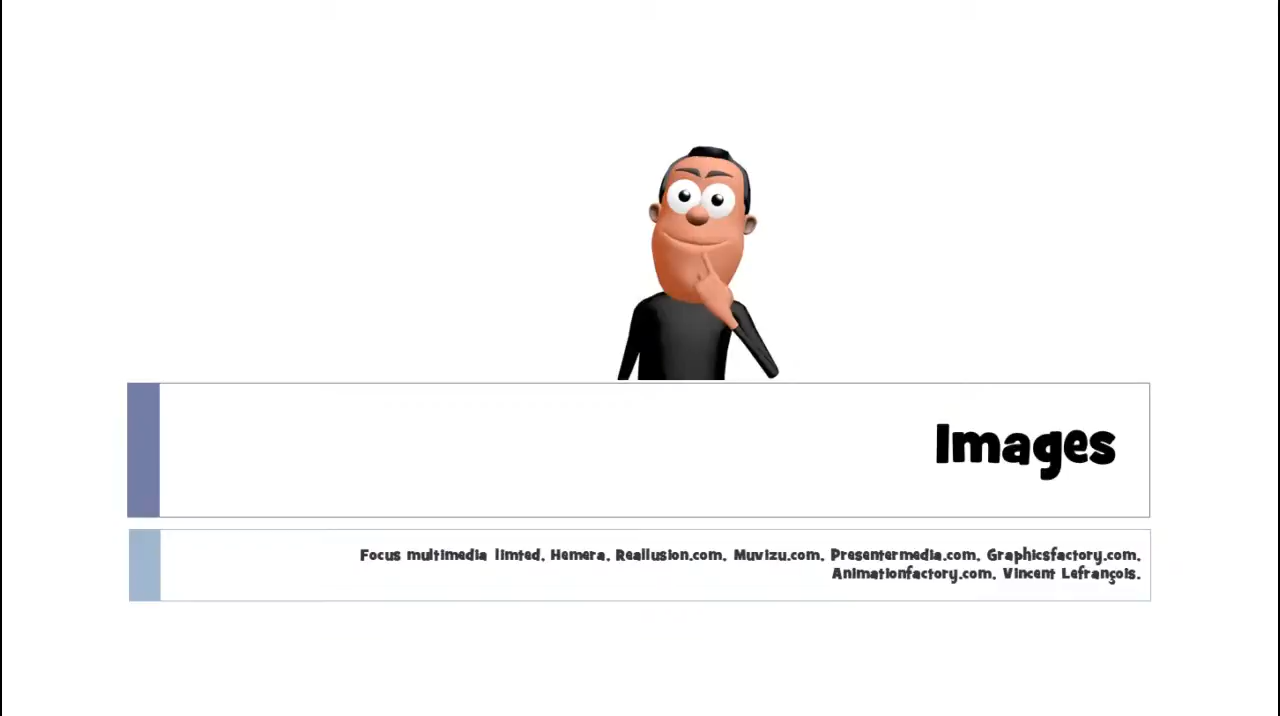 Images
Focus multimedia limted, Hemera, Reallusion.com, Muvizu.com, Presentermedia.com, Graphicsfactory.com,
Animationfactory.com, Vincent Lefrançois.